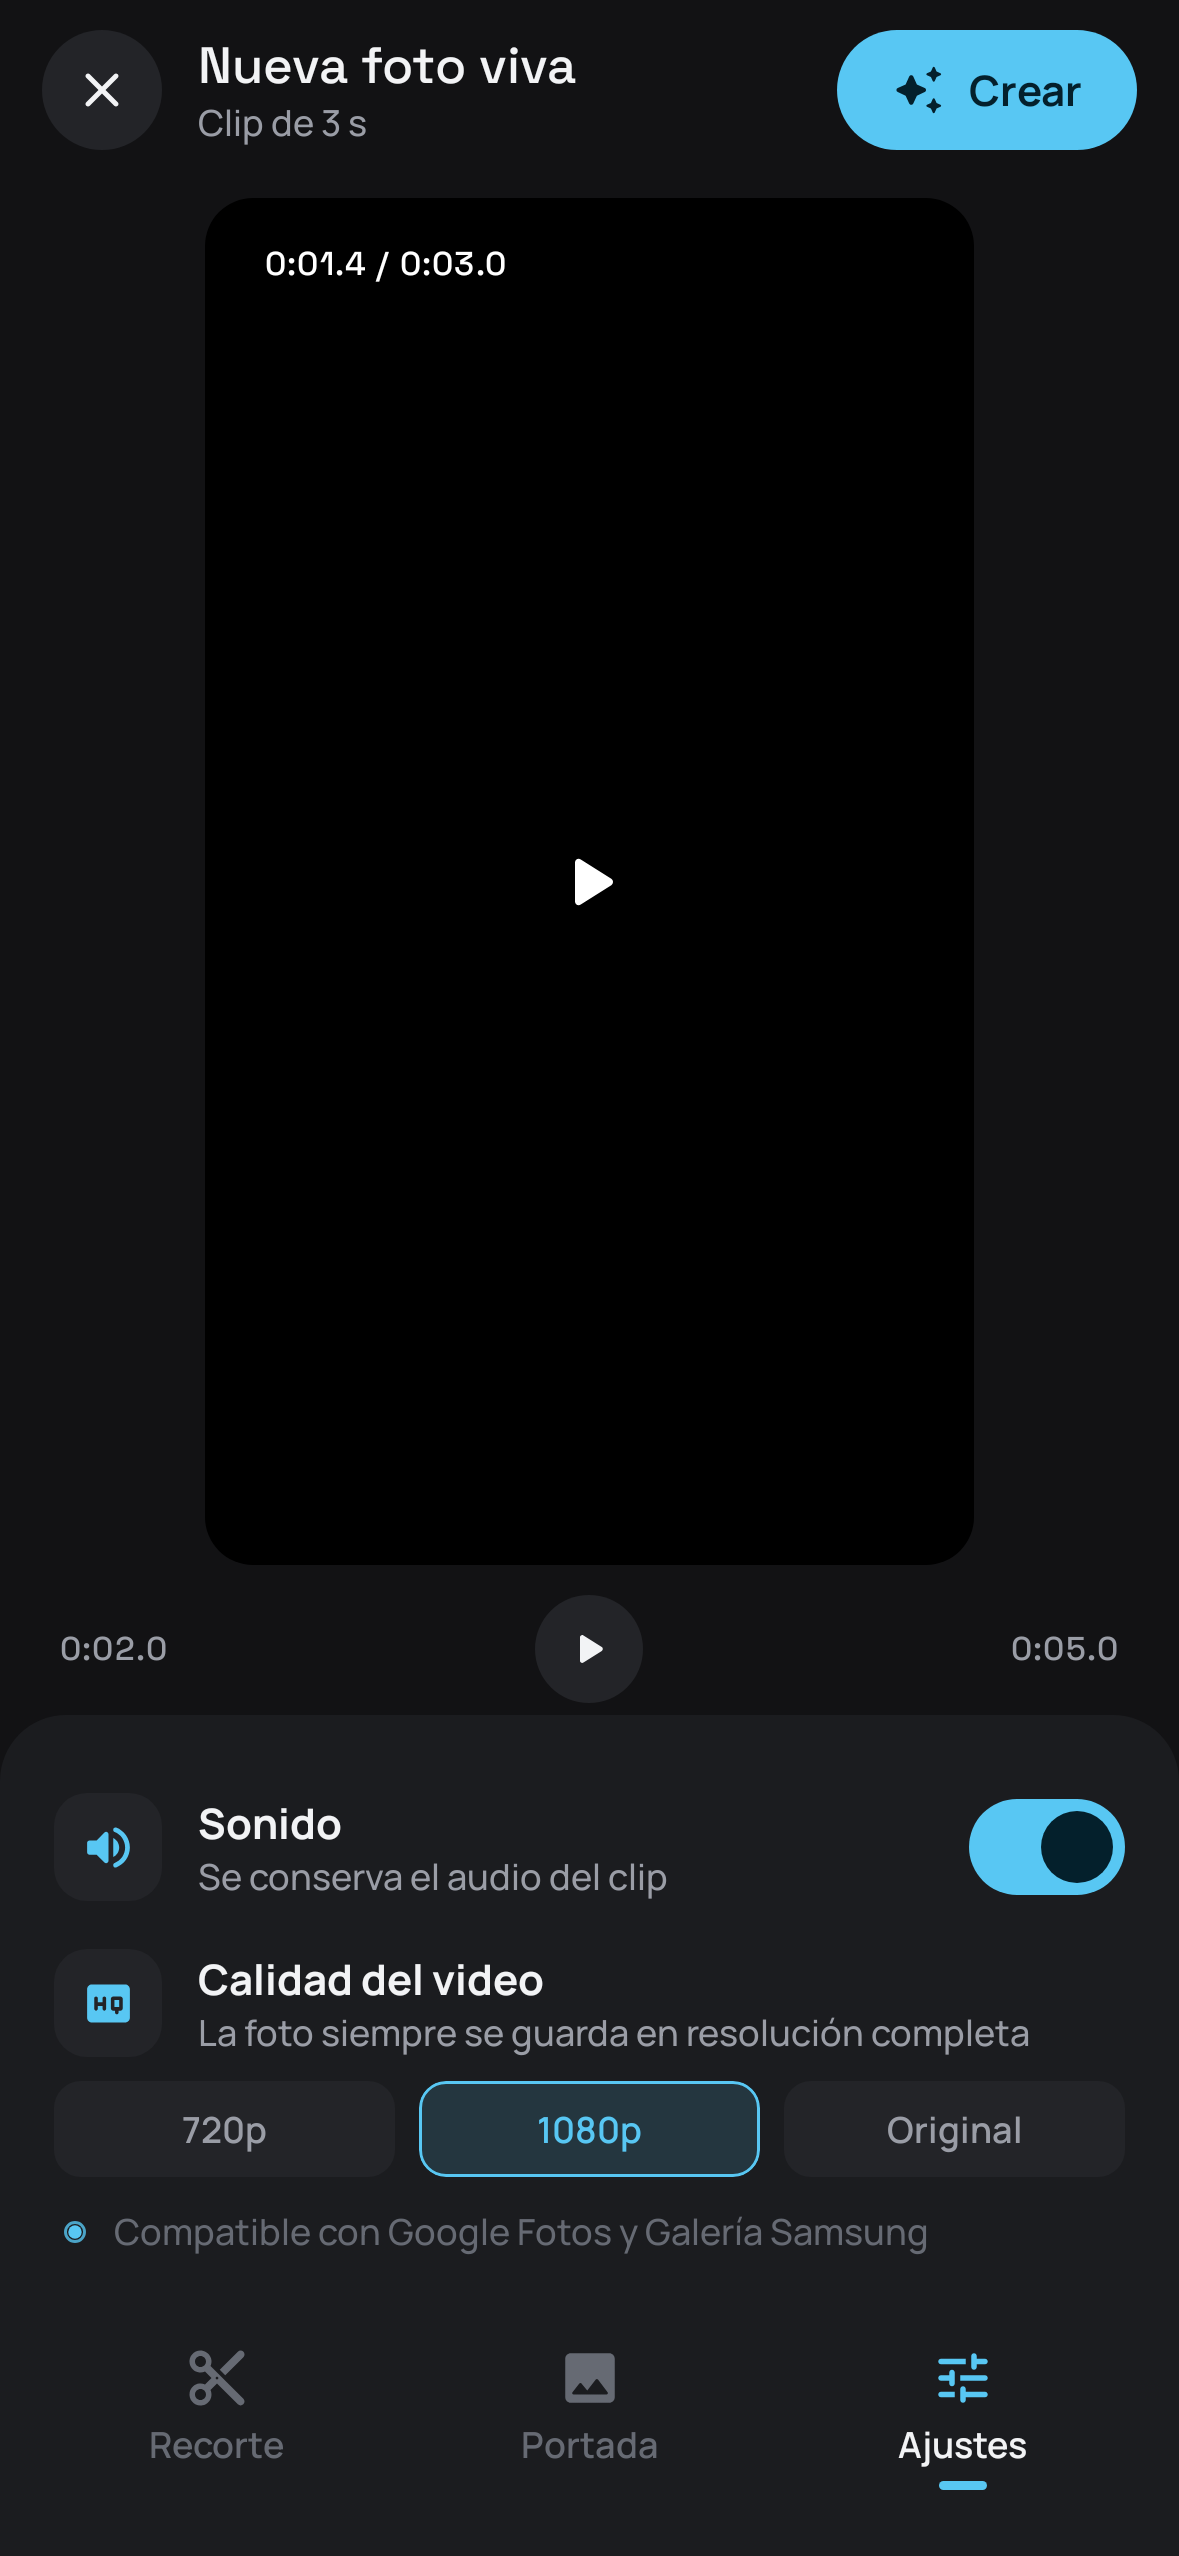 Nueva foto viva
Clip de 3 s
Crear
0:01.4 / 0:03.0
0:02.0
0:05.0
Sonido
Se conserva el audio del clip
HQ
Calidad del video
La foto siempre se guarda en resolución completa
720p
1080p
Original
Compatible con Google Fotos y Galería Samsung
Recorte
Portada
Ajustes